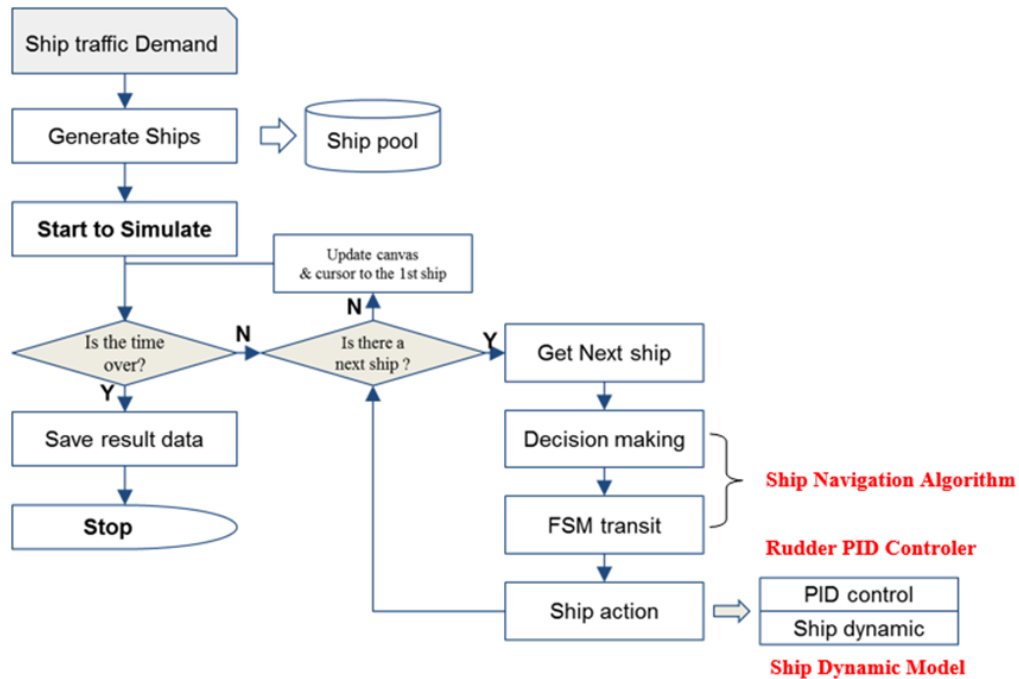 Ship traffic Demand
Generate Ships
Ship pool
Start to Simulate
Update canvas
& cursor to the 1st ship
N
Is the time
over?
N
Is there a
next ship ?
Y
Get Next ship
Y
Save result data
Decision making
Ship Navigation Algorithm
Stop
FSM transit
Rudder PID Controler
Ship action
PID control
Ship dynamic
Ship Dynamic Model